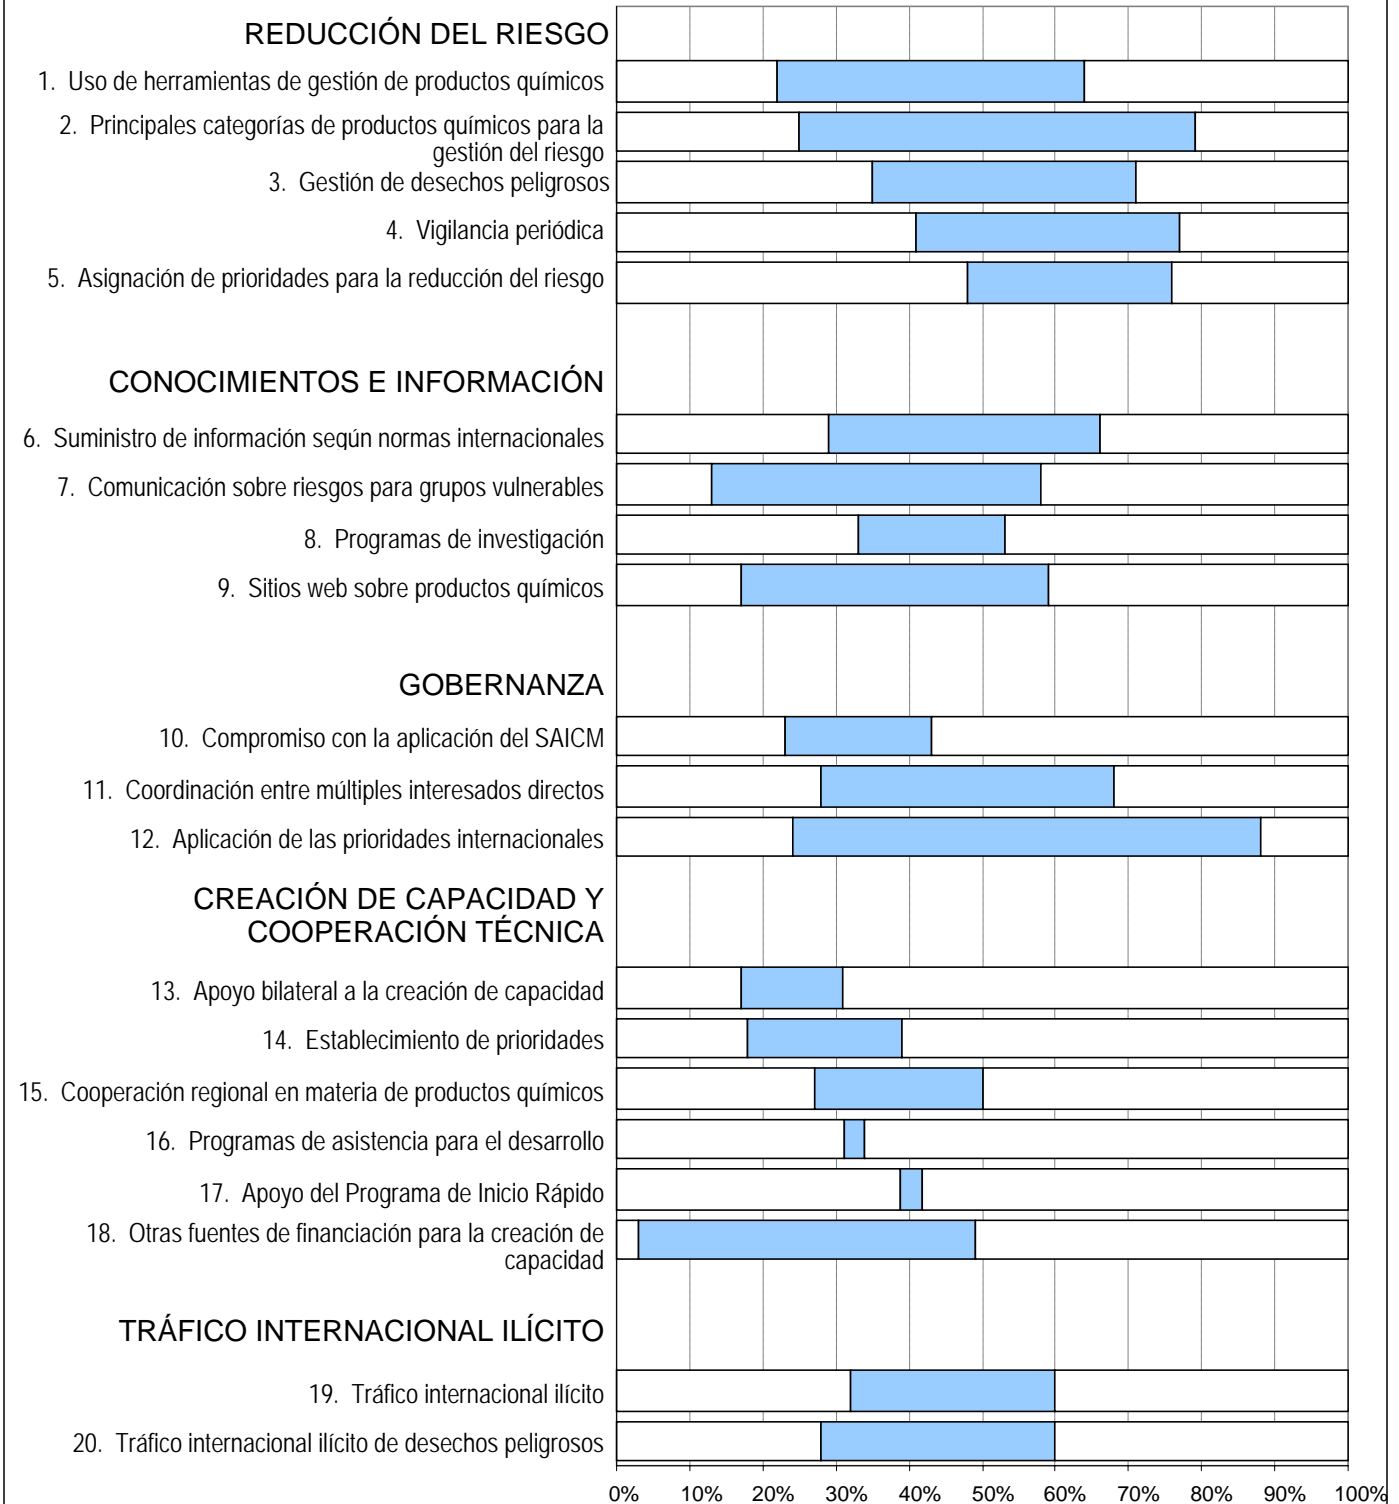 REDUCCIÓN DEL RIESGO
1. Uso de herramientas de gestión de productos químicos
2. Principales categorías de productos químicos para la
gestión del riesgo
3. Gestión de desechos peligrosos
4. Vigilancia periódica
5. Asignación de prioridades para la reducción del riesgo
CONOCIMIENTOS E INFORMACIÓN
6. Suministro de información según normas internacionales
7. Comunicación sobre riesgos para grupos vulnerables
8. Programas de investigación
9. Sitios web sobre productos químicos
GOBERNANZA
10. Compromiso con la aplicación del SAICM
11. Coordinación entre múltiples interesados directos
12. Aplicación de las prioridades internacionales
CREACIÓN DE CAPACIDAD Y
COOPERACIÓN TÉCNICA
13. Apoyo bilateral a la creación de capacidad
14. Establecimiento de prioridades
15. Cooperación regional en materia de productos químicos
16. Programas de asistencia para el desarrollo
17. Apoyo del Programa de Inicio Rápido
18. Otras fuentes de financiación para la creación de
capacidad
TRÁFICO INTERNACIONAL ILÍCITO
19. Tráfico internacional ilícito
20. Tráfico internacional ilícito de desechos peligrosos
0% 10% 20% 30% 40% 50% 60% 70% 80% 90% 100%